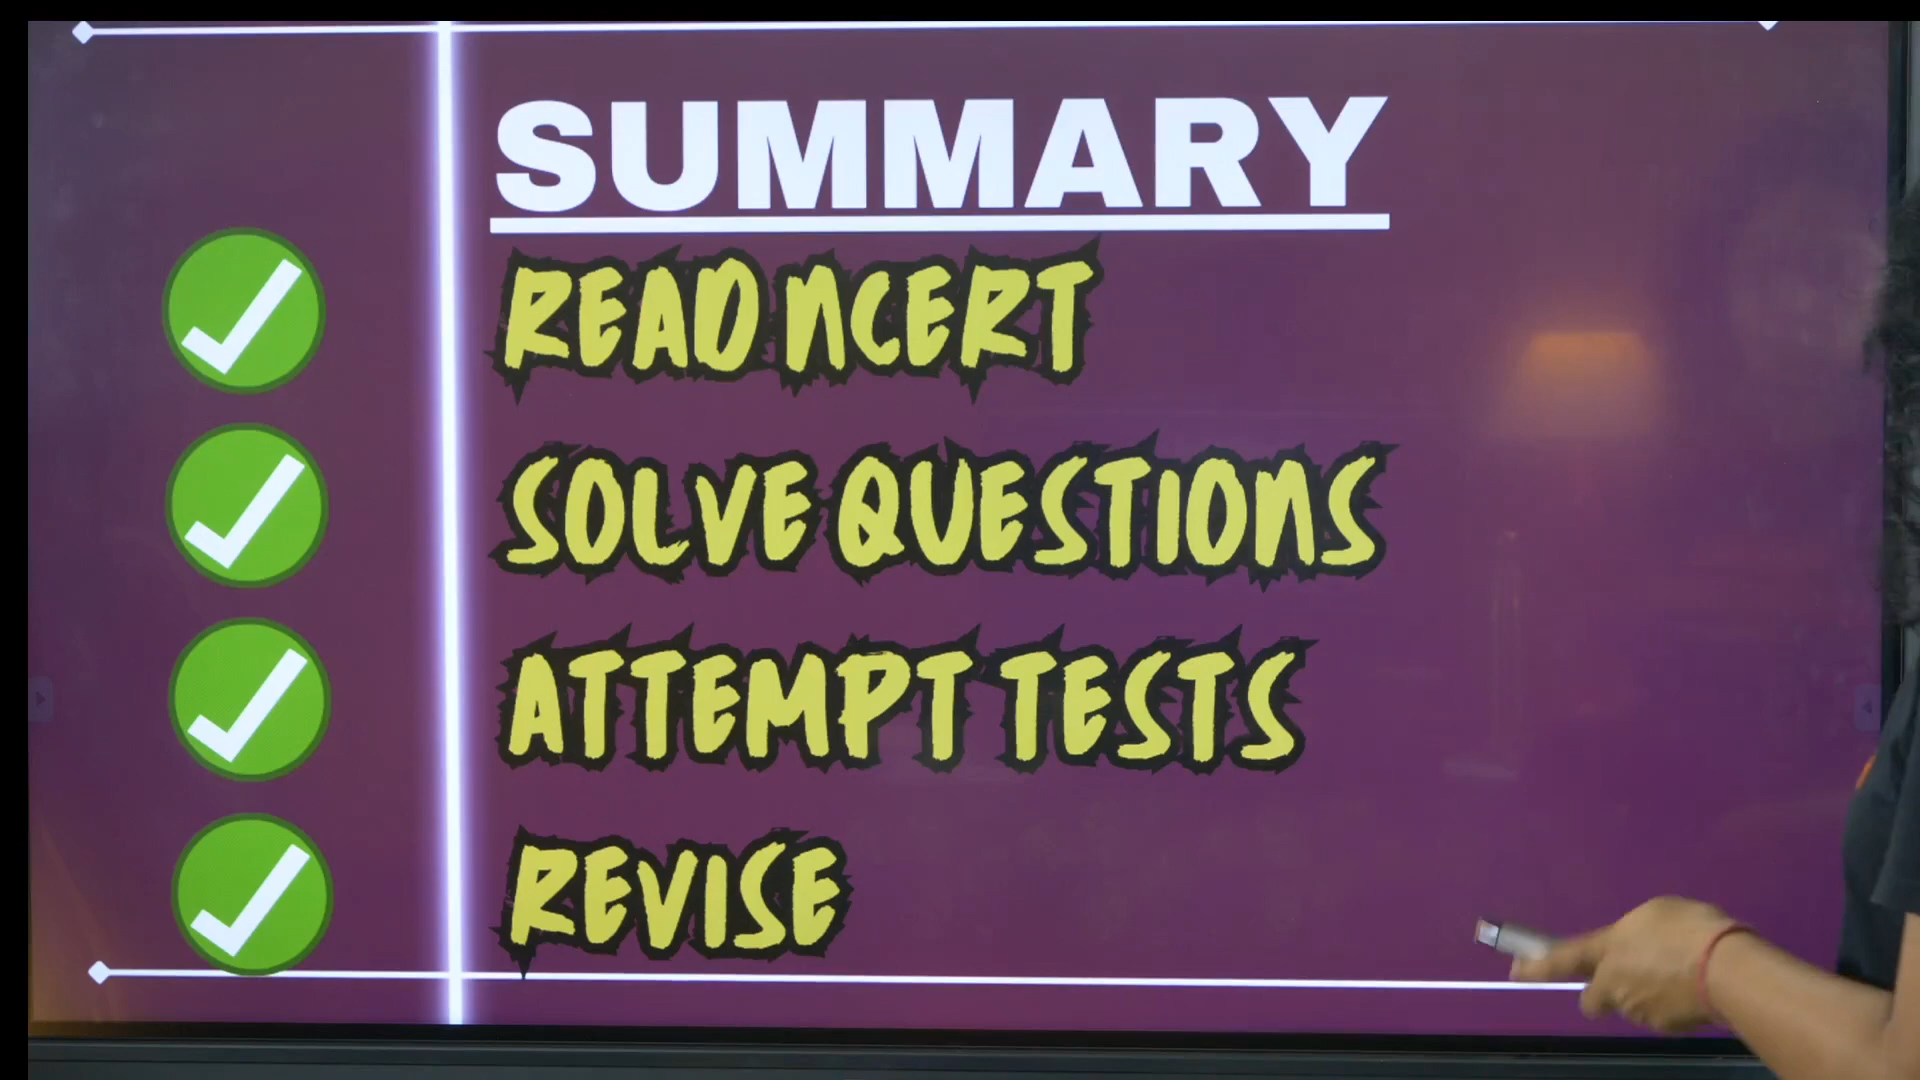 SUMMARY
READ NCERT
SOLVE QUESTIONS
ATTEMPT TESTS
REVISE